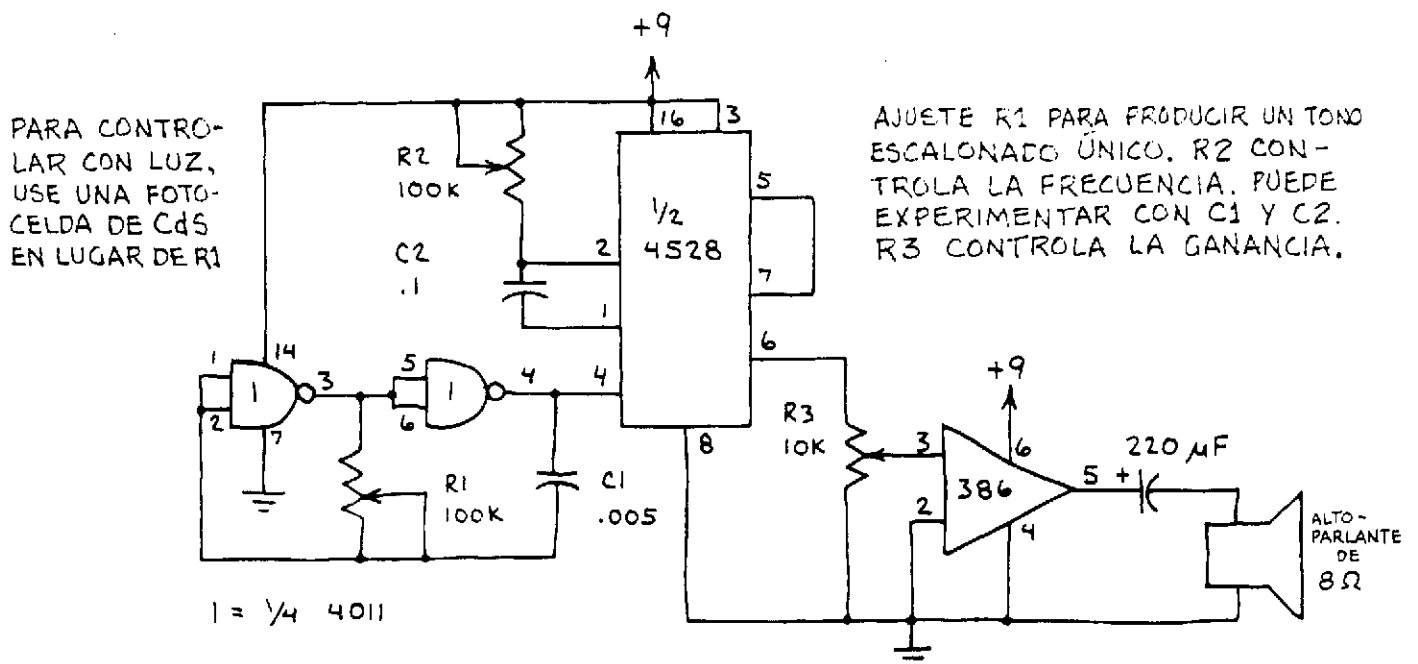 +9
PARA CONTRO-
LAR CON LUZ,
USE UNA FOTO-
CELDA DE CdS
EN LUGAR DE R1
AJUSTE R1 PARA PRODUCIR UN TONO
ESCALONADO ÚNICO. R2 CON-
TROLA LA FRECUENCIA. PUEDE
EXPERIMENTAR CON C1 Y C2.
R3 CONTROLA LA GANANCIA.
16 3
R2
100K
C2
.1
2
1
4
1/2
4528
5
7
6
8
1
2
14
1
3
7
5
6
1
4
R1
100K
C1
.005
R3
10K
+9
3
2
386
6
4
5
+
220 µF
ALTO-
PARLANTE
DE
8Ω
1 = 1/4 4011